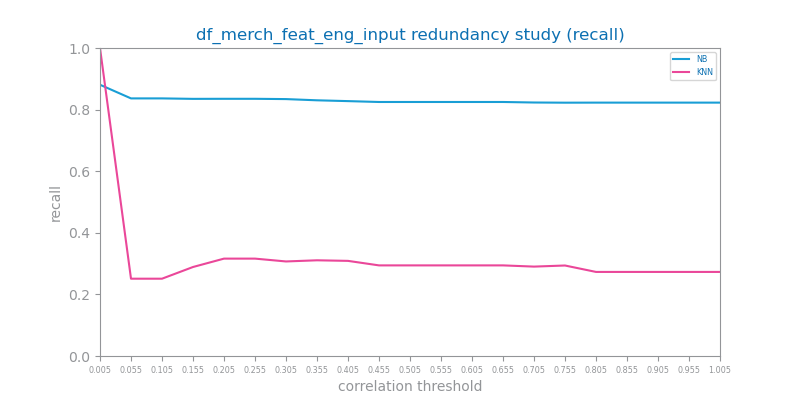 df_merch_feat_eng_input redundancy study (recall)
NB
KNN
1.0
0.8
0.6
0.4
0.2
0.0
recall
0.005 0.055 0.105 0.155 0.205 0.255 0.305 0.355 0.405 0.455 0.505 0.555 0.605 0.655 0.705 0.755 0.805 0.855 0.905 0.955 1.005
correlation threshold